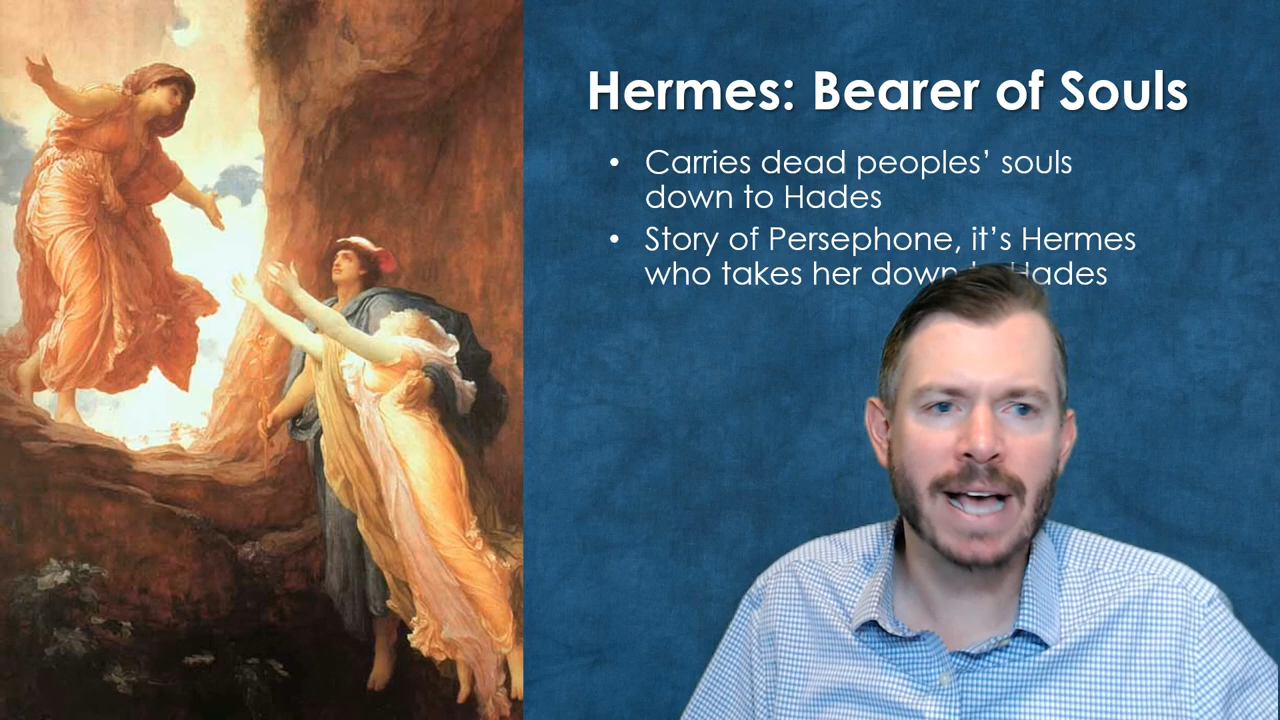 Hermes: Bearer of Souls
• Carries dead peoples’ souls
down to Hades
• Story of Persephone, it’s Hermes
who takes her down Hades